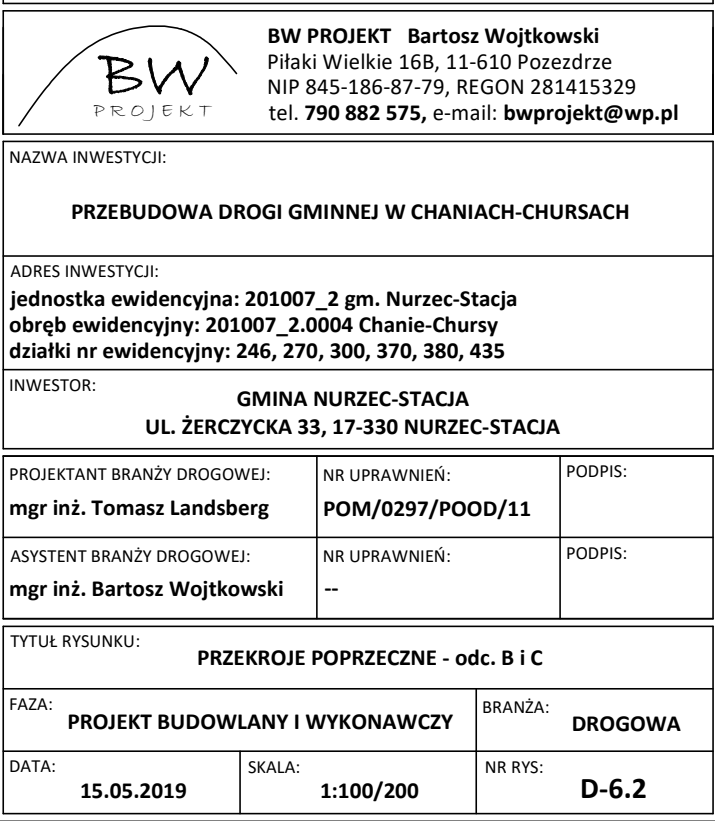 BW
PROJEKT
BW PROJEKT Bartosz Wojtkowski
Piłaki Wielkie 16B, 11-610 Pozezdrze
NIP 845-186-87-79, REGON 281415329
tel. 790 882 575, e-mail: bwprojekt@wp.pl
NAZWA INWESTYCJI:
PRZEBUDOWA DROGI GMINNEJ W CHANIACH-CHURSACH
ADRES INWESTYCJI:
jednostka ewidencyjna: 201007_2 gm. Nurzec-Stacja
obręb ewidencyjny: 201007_2.0004 Chanie-Chursy
działki nr ewidencyjny: 246, 270, 300, 370, 380, 435
INWESTOR:
GMINA NURZEC-STACJA
UL. ŻERCZYCKA 33, 17-330 NURZEC-STACJA
PROJEKTANT BRANŻY DROGOWEJ:
mgr inż. Tomasz Landsberg
NR UPRAWNIEŃ:
POM/0297/POOD/11
PODPIS:
ASYSTENT BRANŻY DROGOWEJ:
mgr inż. Bartosz Wojtkowski
NR UPRAWNIEŃ:
--
PODPIS:
TYTUŁ RYSUNKU:
PRZEKROJE POPRZECZNE - odc. B i C
FAZA:
PROJEKT BUDOWLANY I WYKONAWCZY
BRANŻA:
DROGOWA
DATA:
15.05.2019
SKALA:
1:100/200
NR RYS:
D-6.2